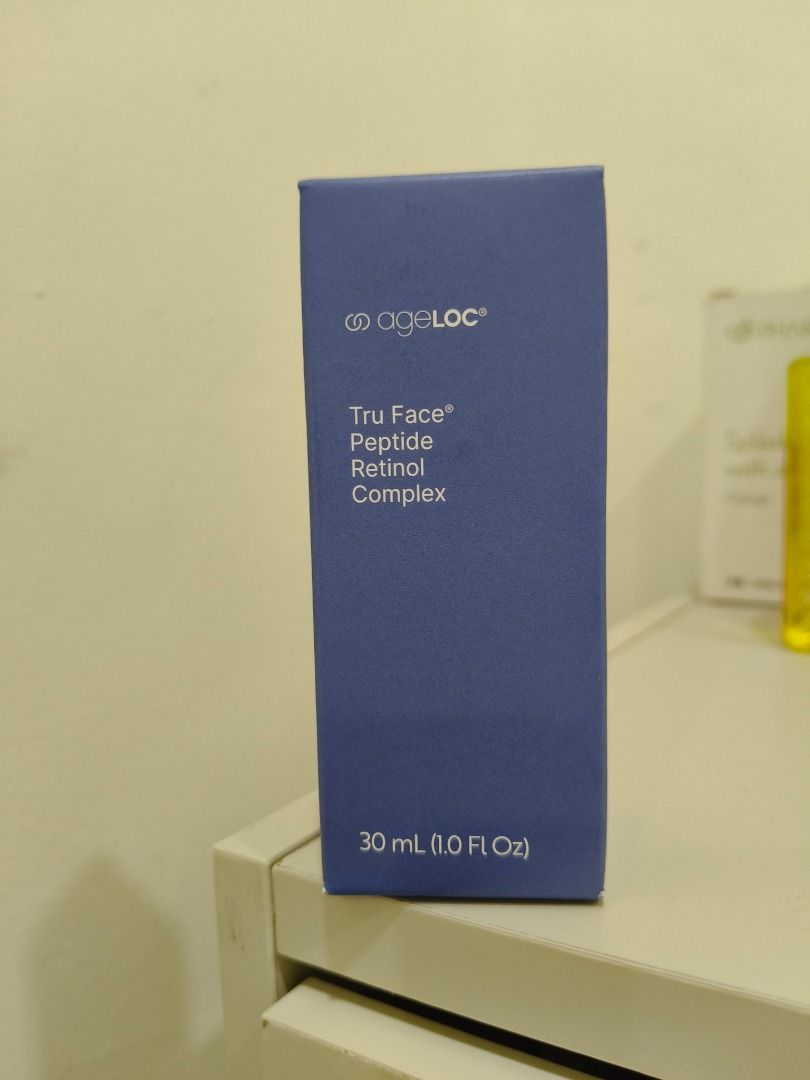 ageLOC®
Tru Face®
Peptide
Retinol
Complex
30 mL (1.0 Fl Oz)